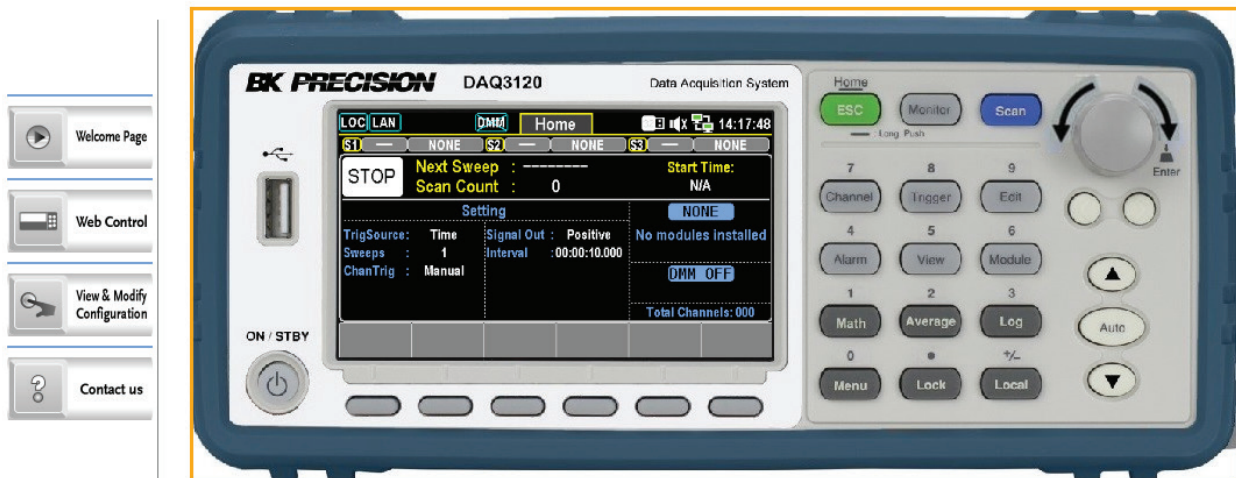 Welcome Page
Web Control
View & Modify
Configuration
Contact us
BK PRECISION DAQ3120 Data Acquisition System
LOC LAN DMM Home 14:17:48
S1 — NONE S2 — NONE S3 — NONE
STOP
Next Sweep : --------
Scan Count : 0
Start Time:
N/A
Setting
TrigSource: Time
Sweeps : 1
ChanTrig : Manual
Signal Out : Positive
Interval :00:00:10.000
NONE
No modules installed
DMM OFF
Total Channels: 000
ON / STBY
Home
ESC Monitor Scan
: Long Push
Enter
7 8 9
Channel Trigger Edit
4 5 6
Alarm View Module
1 2 3
Math Average Log
Auto
0 ● +/–
Menu Lock Local